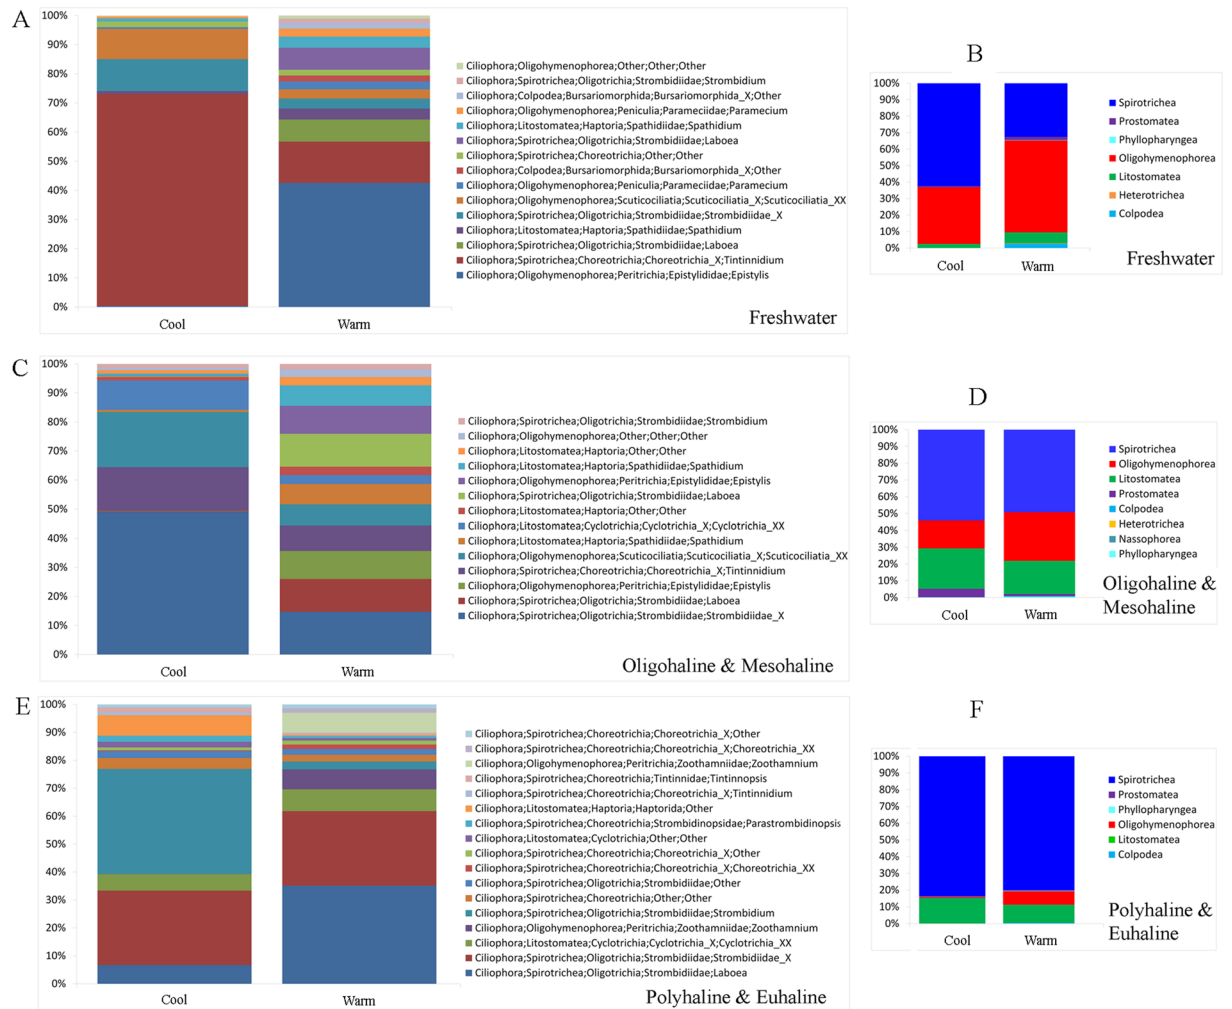 A
100%
90%
80%
70%
60%
50%
40%
30%
20%
10%
0%
Cool
Warm
Ciliophora;Oligohymenophorea;Other;Other;Other
Ciliophora;Spirotrichea;Oligotrichia;Strombidiidae;Strombidium
Ciliophora;Colpodea;Bursariomorphida;Bursariomorphida_X;Other
Ciliophora;Oligohymenophorea;Peniculia;Parameciidae;Paramecium
Ciliophora;Litostomatea;Haptoria;Spathidiidae;Spathidium
Ciliophora;Spirotrichea;Oligotrichia;Strombidiidae;Laboea
Ciliophora;Spirotrichea;Choreotrichia;Other;Other
Ciliophora;Colpodea;Bursariomorphida;Bursariomorphida_X;Other
Ciliophora;Oligohymenophorea;Peniculia;Parameciidae;Paramecium
Ciliophora;Oligohymenophorea;Scuticociliatia;Scuticociliatia_X;Scuticociliatia_XX
Ciliophora;Spirotrichea;Oligotrichia;Strombidiidae;Strombidiidae_X
Ciliophora;Litostomatea;Haptoria;Spathidiidae;Spathidium
Ciliophora;Spirotrichea;Oligotrichia;Strombidiidae;Laboea
Ciliophora;Spirotrichea;Choreotrichia;Choreotrichia_X;Tintinnidium
Ciliophora;Oligohymenophorea;Peritrichia;Epistylididae;Epistylis
Freshwater
B
100%
90%
80%
70%
60%
50%
40%
30%
20%
10%
0%
Cool
Warm
Spirotrichea
Prostomatea
Phyllopharyngea
Oligohymenophorea
Litostomatea
Heterotrichea
Colpodea
Freshwater
C
100%
90%
80%
70%
60%
50%
40%
30%
20%
10%
0%
Cool
Warm
Ciliophora;Spirotrichea;Oligotrichia;Strombidiidae;Strombidium
Ciliophora;Oligohymenophorea;Other;Other;Other
Ciliophora;Litostomatea;Haptoria;Other;Other
Ciliophora;Litostomatea;Haptoria;Spathidiidae;Spathidium
Ciliophora;Oligohymenophorea;Peritrichia;Epistylididae;Epistylis
Ciliophora;Spirotrichea;Oligotrichia;Strombidiidae;Laboea
Ciliophora;Litostomatea;Haptoria;Other;Other
Ciliophora;Litostomatea;Cyclotrichia;Cyclotrichia_X;Cyclotrichia_XX
Ciliophora;Litostomatea;Haptoria;Spathidiidae;Spathidium
Ciliophora;Oligohymenophorea;Scuticociliatia;Scuticociliatia_X;Scuticociliatia_XX
Ciliophora;Spirotrichea;Choreotrichia;Choreotrichia_X;Tintinnidium
Ciliophora;Oligohymenophorea;Peritrichia;Epistylididae;Epistylis
Ciliophora;Spirotrichea;Oligotrichia;Strombidiidae;Laboea
Ciliophora;Spirotrichea;Oligotrichia;Strombidiidae;Strombidiidae_X
Oligohaline & Mesohaline
D
100%
90%
80%
70%
60%
50%
40%
30%
20%
10%
0%
Cool
Warm
Spirotrichea
Oligohymenophorea
Litostomatea
Prostomatea
Colpodea
Heterotrichea
Nassophorea
Phyllopharyngea
Oligohaline &
Mesohaline
E
100%
90%
80%
70%
60%
50%
40%
30%
20%
10%
0%
Cool
Warm
Ciliophora;Spirotrichea;Choreotrichia;Choreotrichia_X;Other
Ciliophora;Spirotrichea;Choreotrichia;Choreotrichia_X;Choreotrichia_XX
Ciliophora;Oligohymenophorea;Peritrichia;Zoothamniidae;Zoothamnium
Ciliophora;Spirotrichea;Choreotrichia;Tintinnidae;Tintinnopsis
Ciliophora;Spirotrichea;Choreotrichia;Choreotrichia_X;Tintinnidium
Ciliophora;Litostomatea;Haptoria;Haptorida;Other
Ciliophora;Spirotrichea;Choreotrichia;Strombidinopsidae;Parastrombidinopsis
Ciliophora;Litostomatea;Cyclotrichia;Other;Other
Ciliophora;Spirotrichea;Choreotrichia;Choreotrichia_X;Other
Ciliophora;Spirotrichea;Choreotrichia;Choreotrichia_X;Choreotrichia_XX
Ciliophora;Spirotrichea;Oligotrichia;Strombidiidae;Other
Ciliophora;Spirotrichea;Choreotrichia;Other;Other
Ciliophora;Spirotrichea;Oligotrichia;Strombidiidae;Strombidium
Ciliophora;Oligohymenophorea;Peritrichia;Zoothamniidae;Zoothamnium
Ciliophora;Litostomatea;Cyclotrichia;Cyclotrichia_X;Cyclotrichia_XX
Ciliophora;Spirotrichea;Oligotrichia;Strombidiidae;Strombidiidae_X
Ciliophora;Spirotrichea;Oligotrichia;Strombidiidae;Laboea
Polyhaline & Euhaline
F
100%
90%
80%
70%
60%
50%
40%
30%
20%
10%
0%
Cool
Warm
Spirotrichea
Prostomatea
Phyllopharyngea
Oligohymenophorea
Litostomatea
Colpodea
Polyhaline &
Euhaline